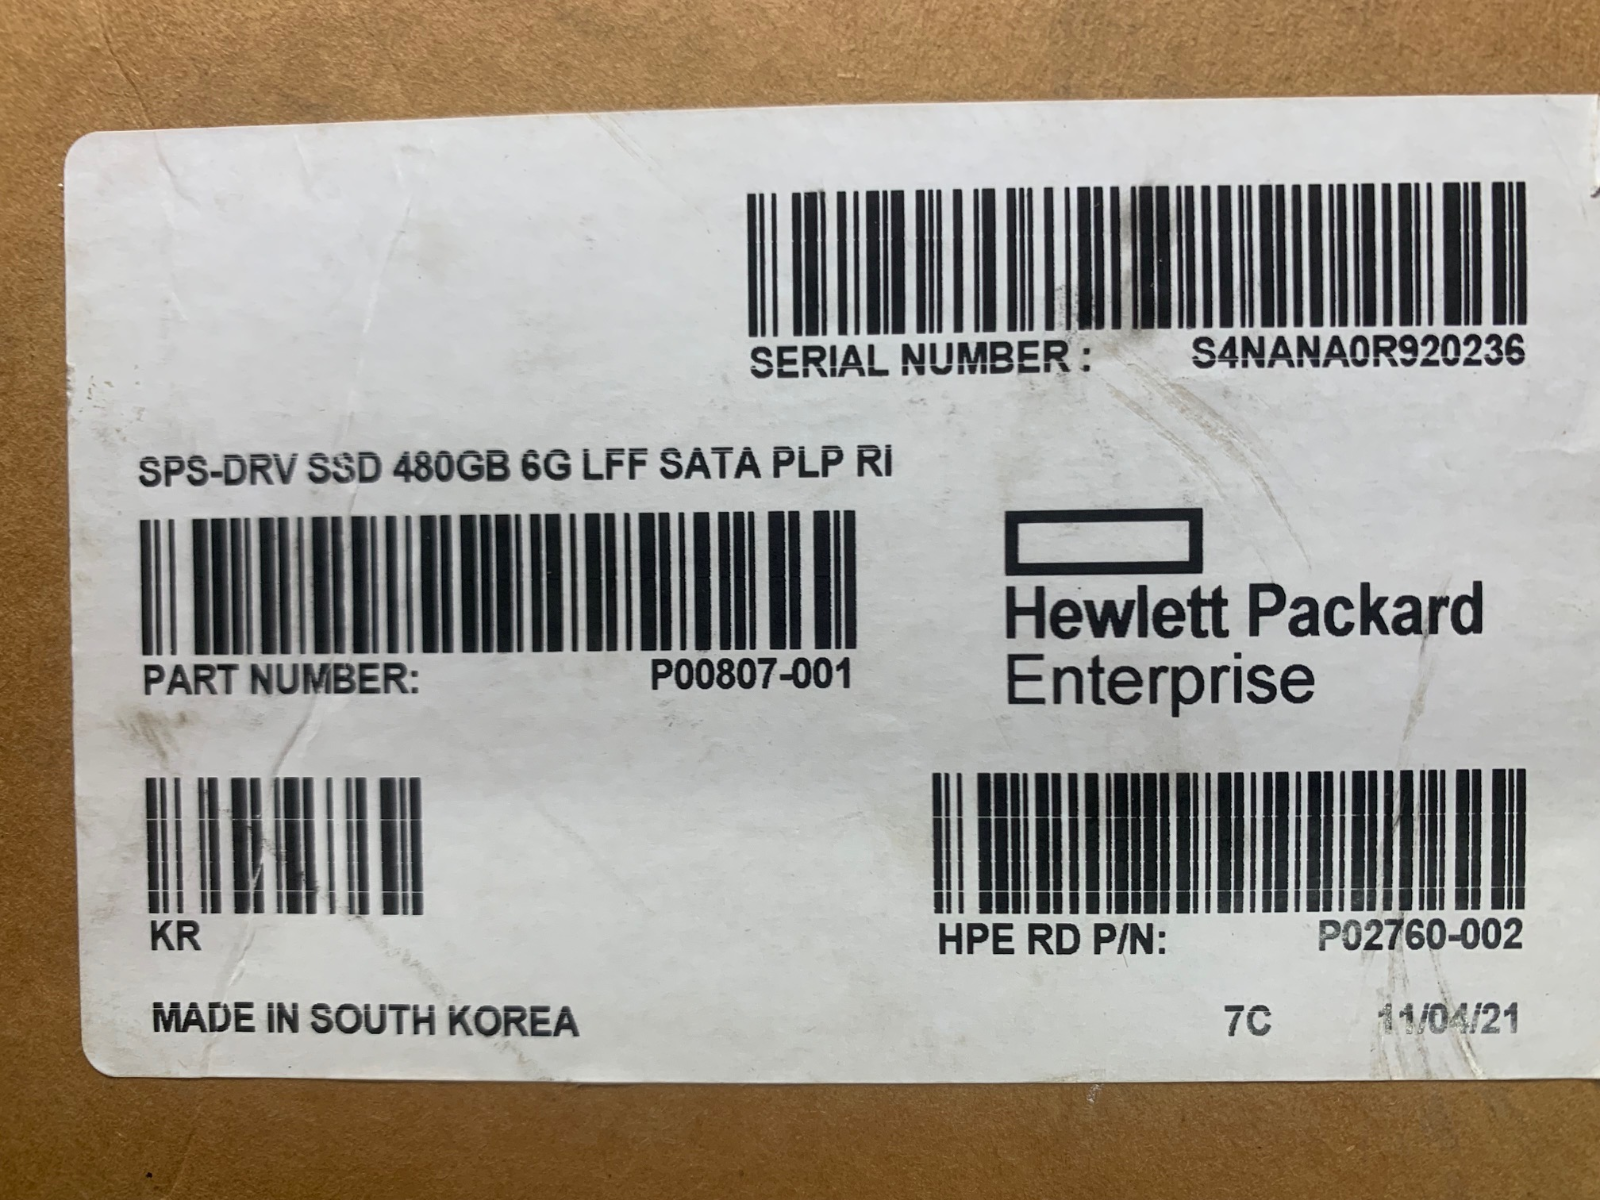 SERIAL NUMBER : S4NANA0R920236
SPS-DRV SSD 480GB 6G LFF SATA PLP RI
PART NUMBER: P00807-001
Hewlett Packard
Enterprise
KR
HPE RD P/N: P02760-002
MADE IN SOUTH KOREA
7C 11/04/21